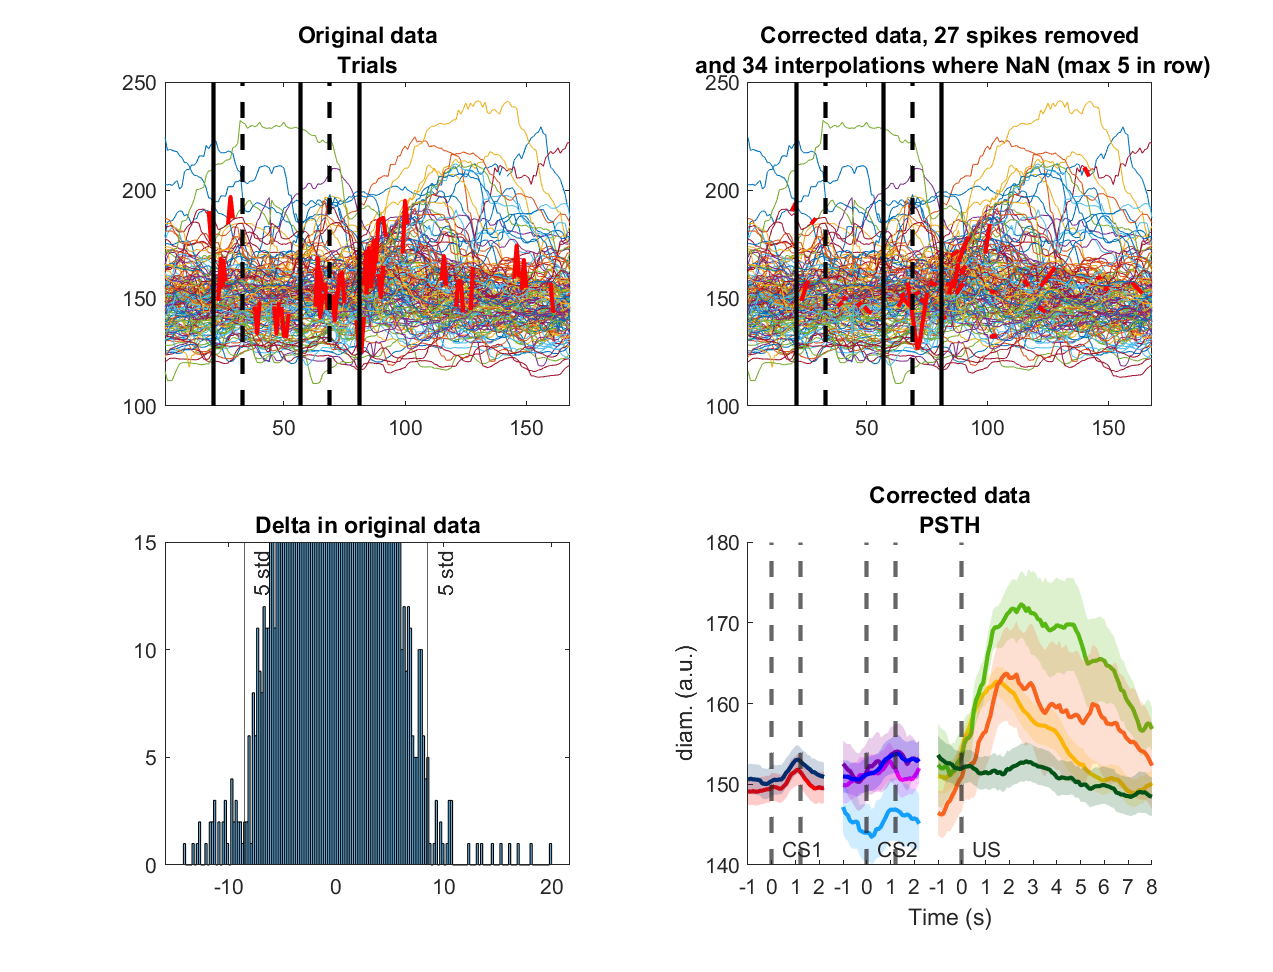 Original data
Trials
250
200
150
100
50
100
150
Corrected data, 27 spikes removed
and 34 interpolations where NaN (max 5 in row)
250
200
150
100
50
100
150
Delta in original data
15
10
5
0
-10
0
10
20
5 std
5 std
Corrected data
PSTH
180
170
160
150
140
diam. (a.u.)
CS1
CS2
US
-1 0 1 2 -1 0 1 2 -1 0 1 2 3 4 5 6 7 8
Time (s)